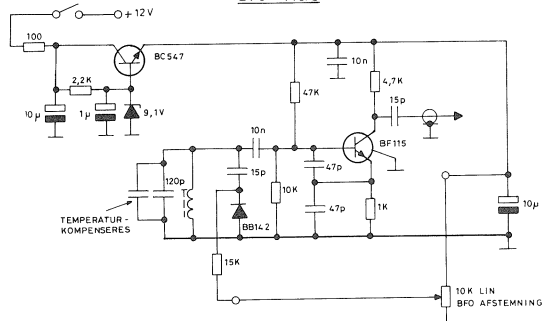 + 12 V
100
BC547
2,2K
10µ
1µ
9,1V
10n
4,7K
47K
15p
10n
BF115
120p
15p
47p
10K
TEMPERATUR-
KOMPENSERES
BB142
47p
1K
10µ
15K
10K LIN
BFO AFSTEMNING